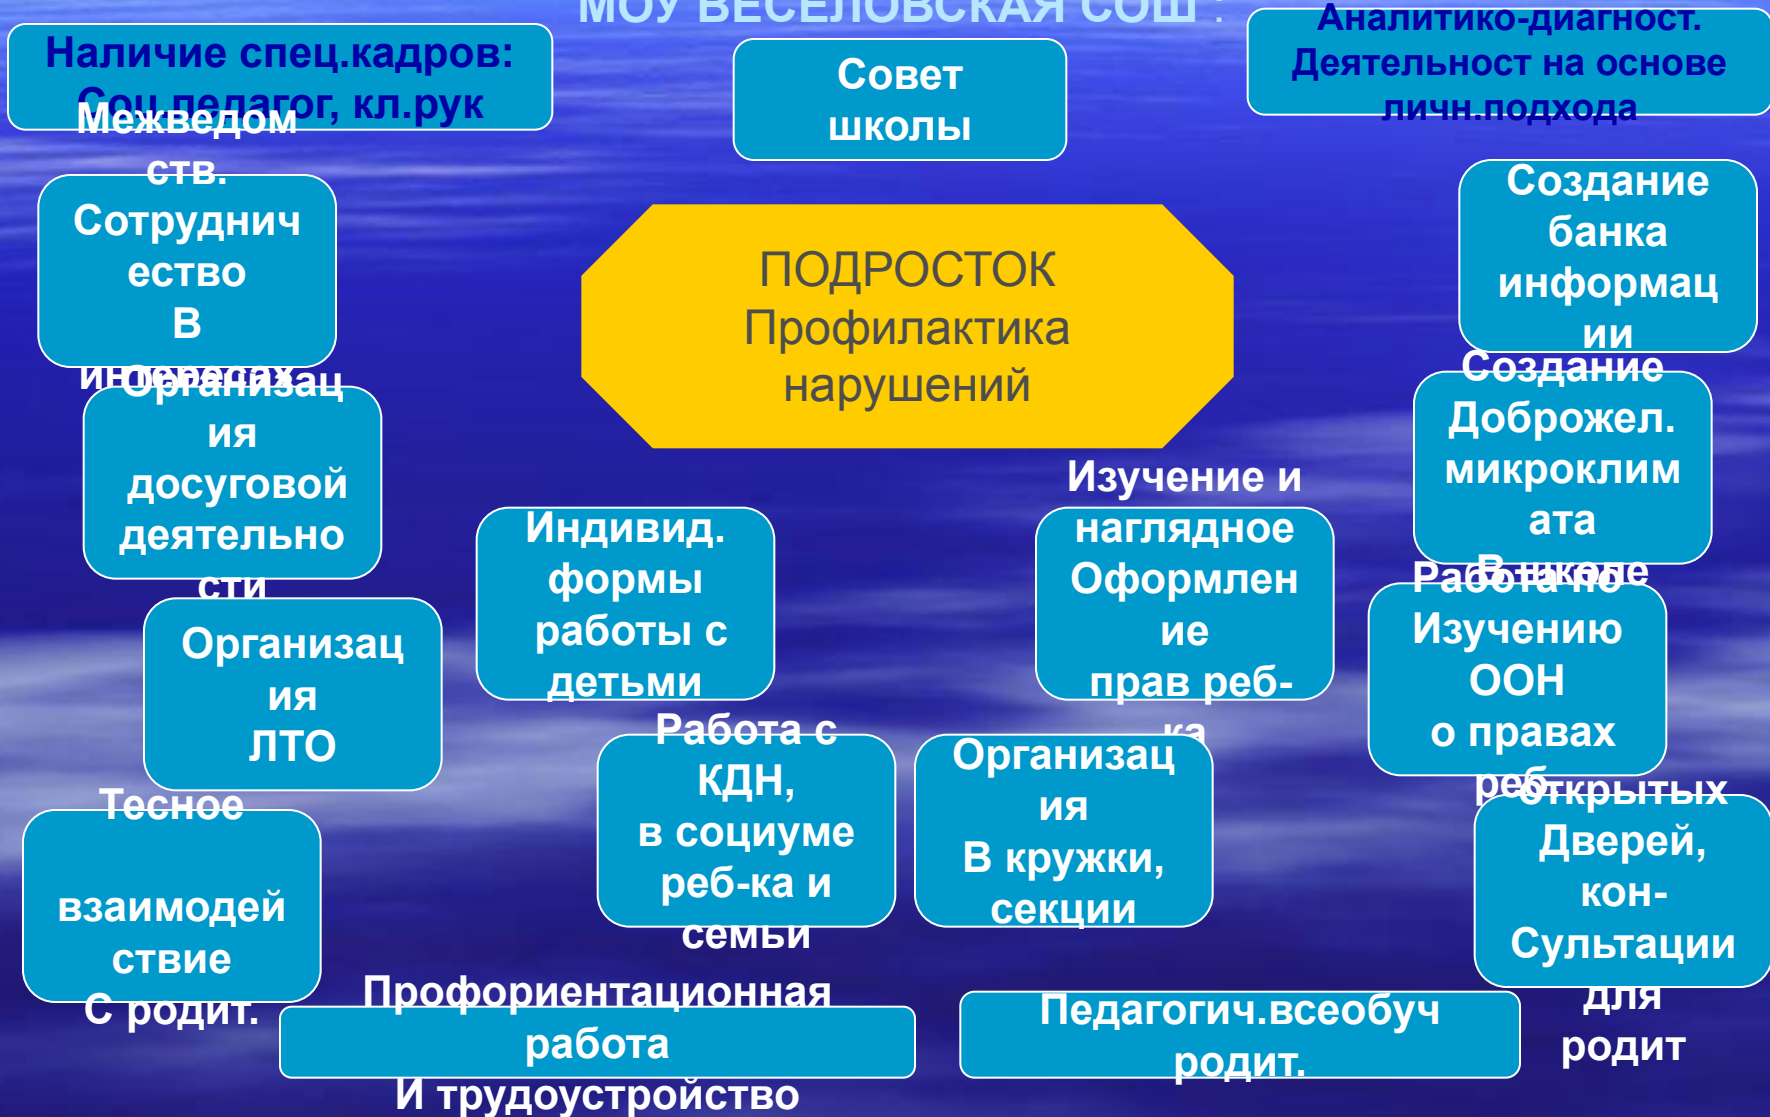 МОУ ВЕСЕЛОВСКАЯ СОШ :
Наличие спец.кадров:
Соц.педагог, кл.рук
Совет
школы
Аналитико-диагност.
Деятельност на основе
личн.подхода
Межведом
ств.
Сотруднич
ество
В
интересах
ПОДРОСТОК
Профилактика
нарушений
Создание
банка
информац
ии
Организац
ия
досуговой
деятельно
сти
Создание
Доброжел.
микроклим
ата
В школе
Индивид.
формы
работы с
детьми
Изучение и
наглядное
Оформлен
ие
прав реб-
ка
Работа по
Изучению
ООН
о правах
реб.
Организац
ия
ЛТО
Работа с
КДН,
в социуме
реб-ка и
семьи
Организац
ия
В кружки,
секции
открытых
Дверей,
кон-
Сультации
для
родит
Тесное
взаимодей
ствие
С родит.
Профориентационная
работа
И трудоустройство
Педагогич.всеобуч
родит.